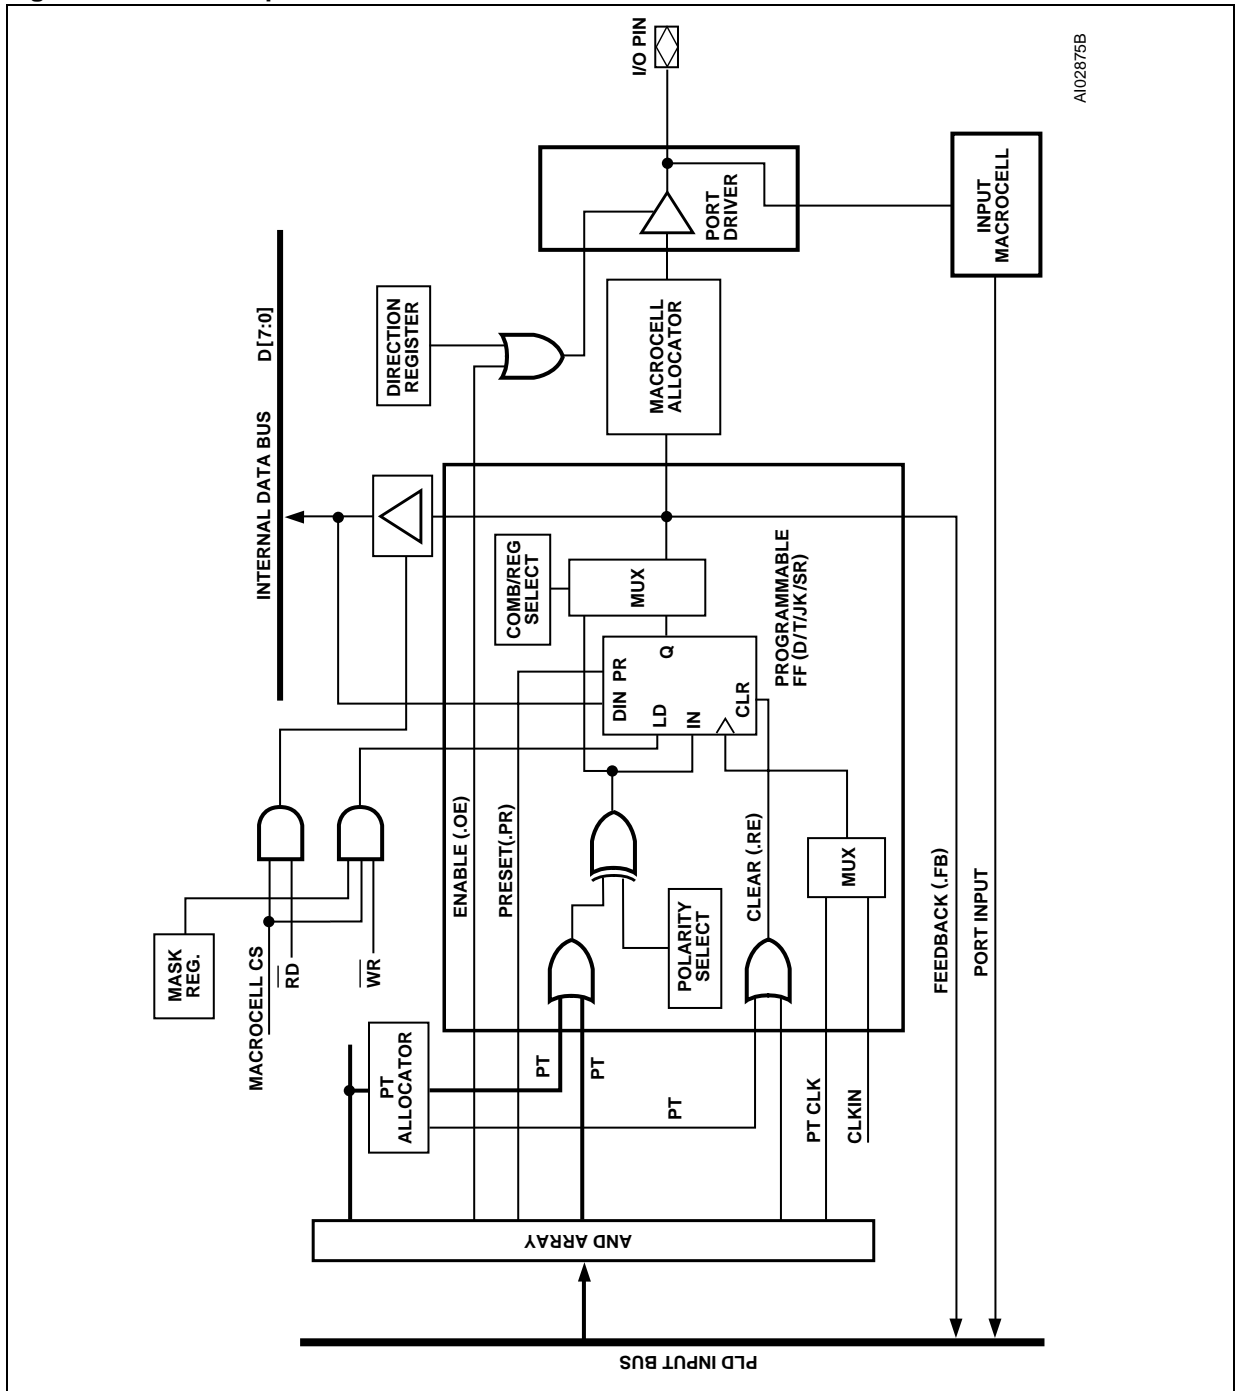 MASK
REG.
MACROCELL CS
RD
WR
INTERNAL DATA BUS D[7:0]
DIRECTION
REGISTER
PT
ALLOCATOR
ENABLE (.OE)
PRESET(.PR)
COMB/REG
SELECT
MUX
PT
PT
PT
DIN PR
LD
Q
IN
CLR
PROGRAMMABLE
FF (D/T/JK/SR)
POLARITY
SELECT
CLEAR (.RE)
MUX
PT CLK
CLKIN
MACROCELL
ALLOCATOR
PORT
DRIVER
I/O PIN
INPUT
MACROCELL
FEEDBACK (.FB)
PORT INPUT
AND ARRAY
PLD INPUT BUS
AI02875B